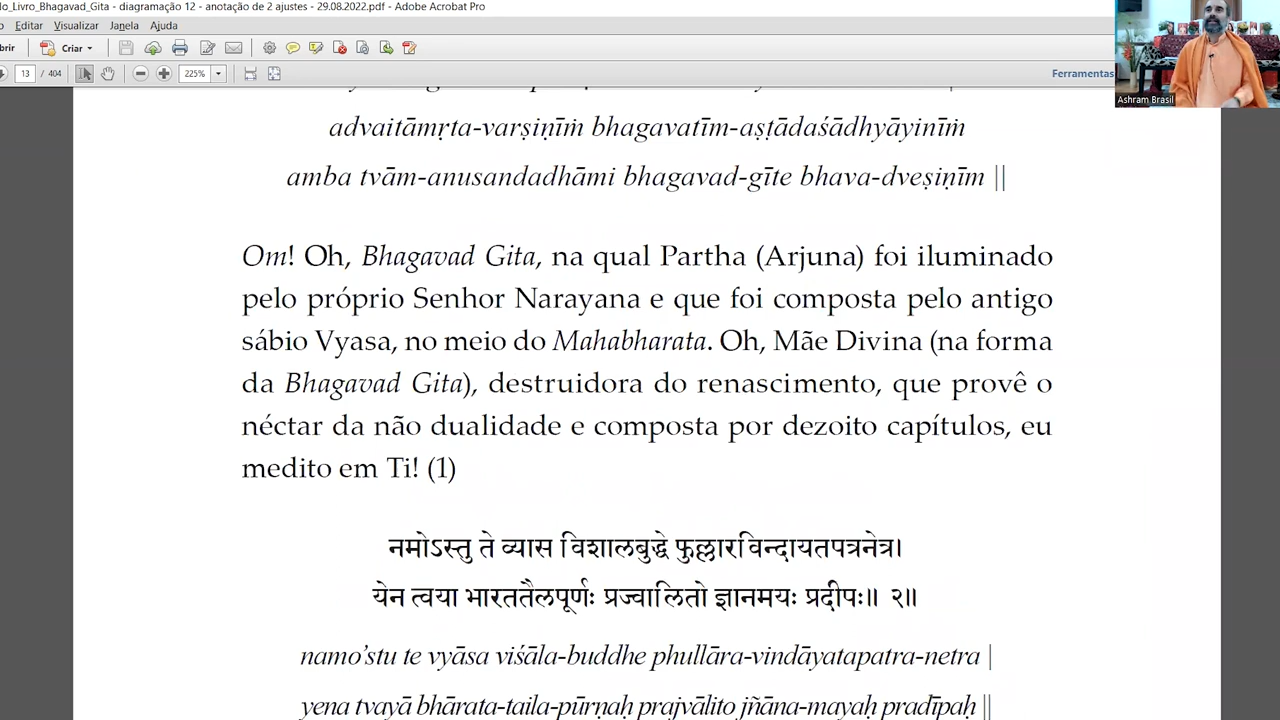 lo_Livro_Bhagavad_Gita - diagramação 12 - anotação de 2 ajustes - 29.08.2022.pdf - Adobe Acrobat Pro
Editar Visualizar Janela Ajuda
Criar
13 / 404 225% Ferramentas
Ashram Brasil
advaitāmṛta-varṣiṇīṁ bhagavatīm-aṣṭādaśādhyāyinīṁ
amba tvām-anusandadhāmi bhagavad-gīte bhava-dveṣiṇīm ||
Om! Oh, Bhagavad Gita, na qual Partha (Arjuna) foi iluminado
pelo próprio Senhor Narayana e que foi composta pelo antigo
sábio Vyasa, no meio do Mahabharata. Oh, Mãe Divina (na forma
da Bhagavad Gita), destruidora do renascimento, que provê o
néctar da não dualidade e composta por dezoito capítulos, eu
medito em Ti! (1)
नमोऽस्तु ते व्यास विशालबुद्धे फुल्लारविन्दायतपत्रनेत्र।
येन त्वया भारततैलपूर्णः प्रज्वालितो ज्ञानमयः प्रदीपः॥ २॥
namo’stu te vyāsa viśāla-buddhe phullāra-vindāyatapatra-netra |
yena tvayā bhārata-taila-pūrṇaḥ prajvālito jñāna-mayaḥ pradīpaḥ ||